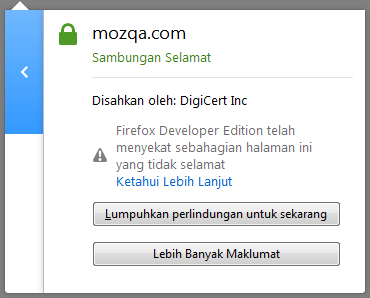 mozqa.com
Sambungan Selamat
Disahkan oleh: DigiCert Inc
Firefox Developer Edition telah
menyekat sebahagian halaman ini
yang tidak selamat
Ketahui Lebih Lanjut
Lumpuhkan perlindungan untuk sekarang
Lebih Banyak Maklumat